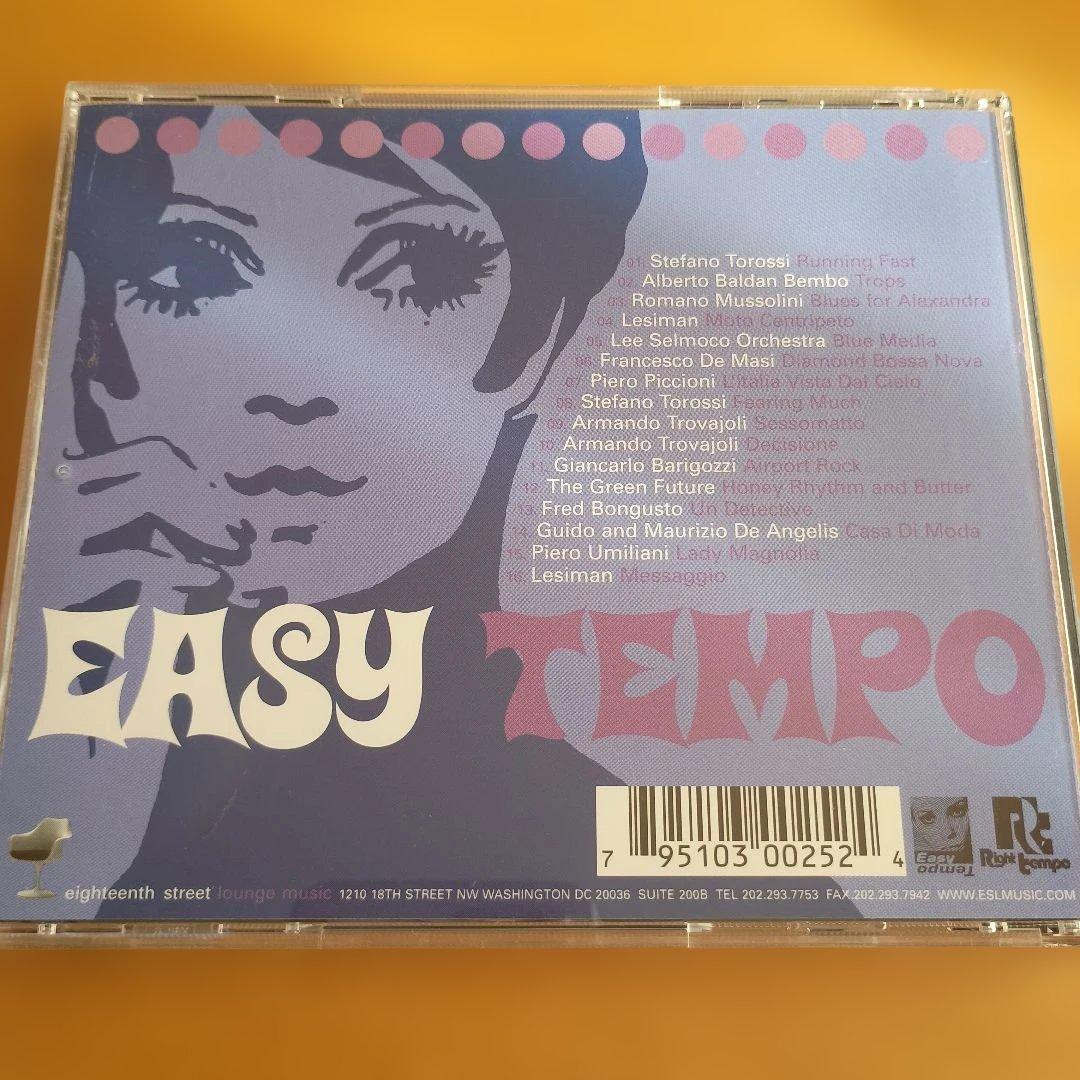 01. Stefano Torossi Running Fast
02. Alberto Baldan Bembo Trops
03. Romano Mussolini Blues for Alexandra
04. Lesiman Moto Centripeto
05. Lee Selmoco Orchestra Blue Media
06. Francesco De Masi Diamond Bossa Nova
07. Piero Piccioni L'Italia Vista Dal Cielo
08. Stefano Torossi Fearing Much
09. Armando Trovajoli Sessomatto
10. Armando Trovajoli Decisione
11. Giancarlo Barigozzi Airport Rock
12. The Green Future Honey Rhythm and Butter
13. Fred Bongusto Un Detective
14. Guido and Maurizio De Angelis Casa Di Moda
15. Piero Umiliani Lady Magnolia
16. Lesiman Messaggio
EASY TEMPO
7 95103 00252 4
Easy Tempo
Right tempo
eighteenth street lounge music 1210 18TH STREET NW WASHINGTON DC 20036 SUITE 200B TEL 202.293.7753 FAX 202.293.7942 WWW.ESLMUSIC.COM